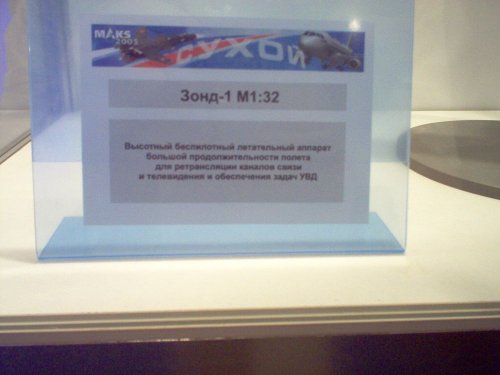 MAKS
2005
СУХОЙ
Зонд-1 М1:32
Высотный беспилотный летательный аппарат
большой продолжительности полета
для ретрансляции каналов связи
и телевидения и обеспечения задач УВД